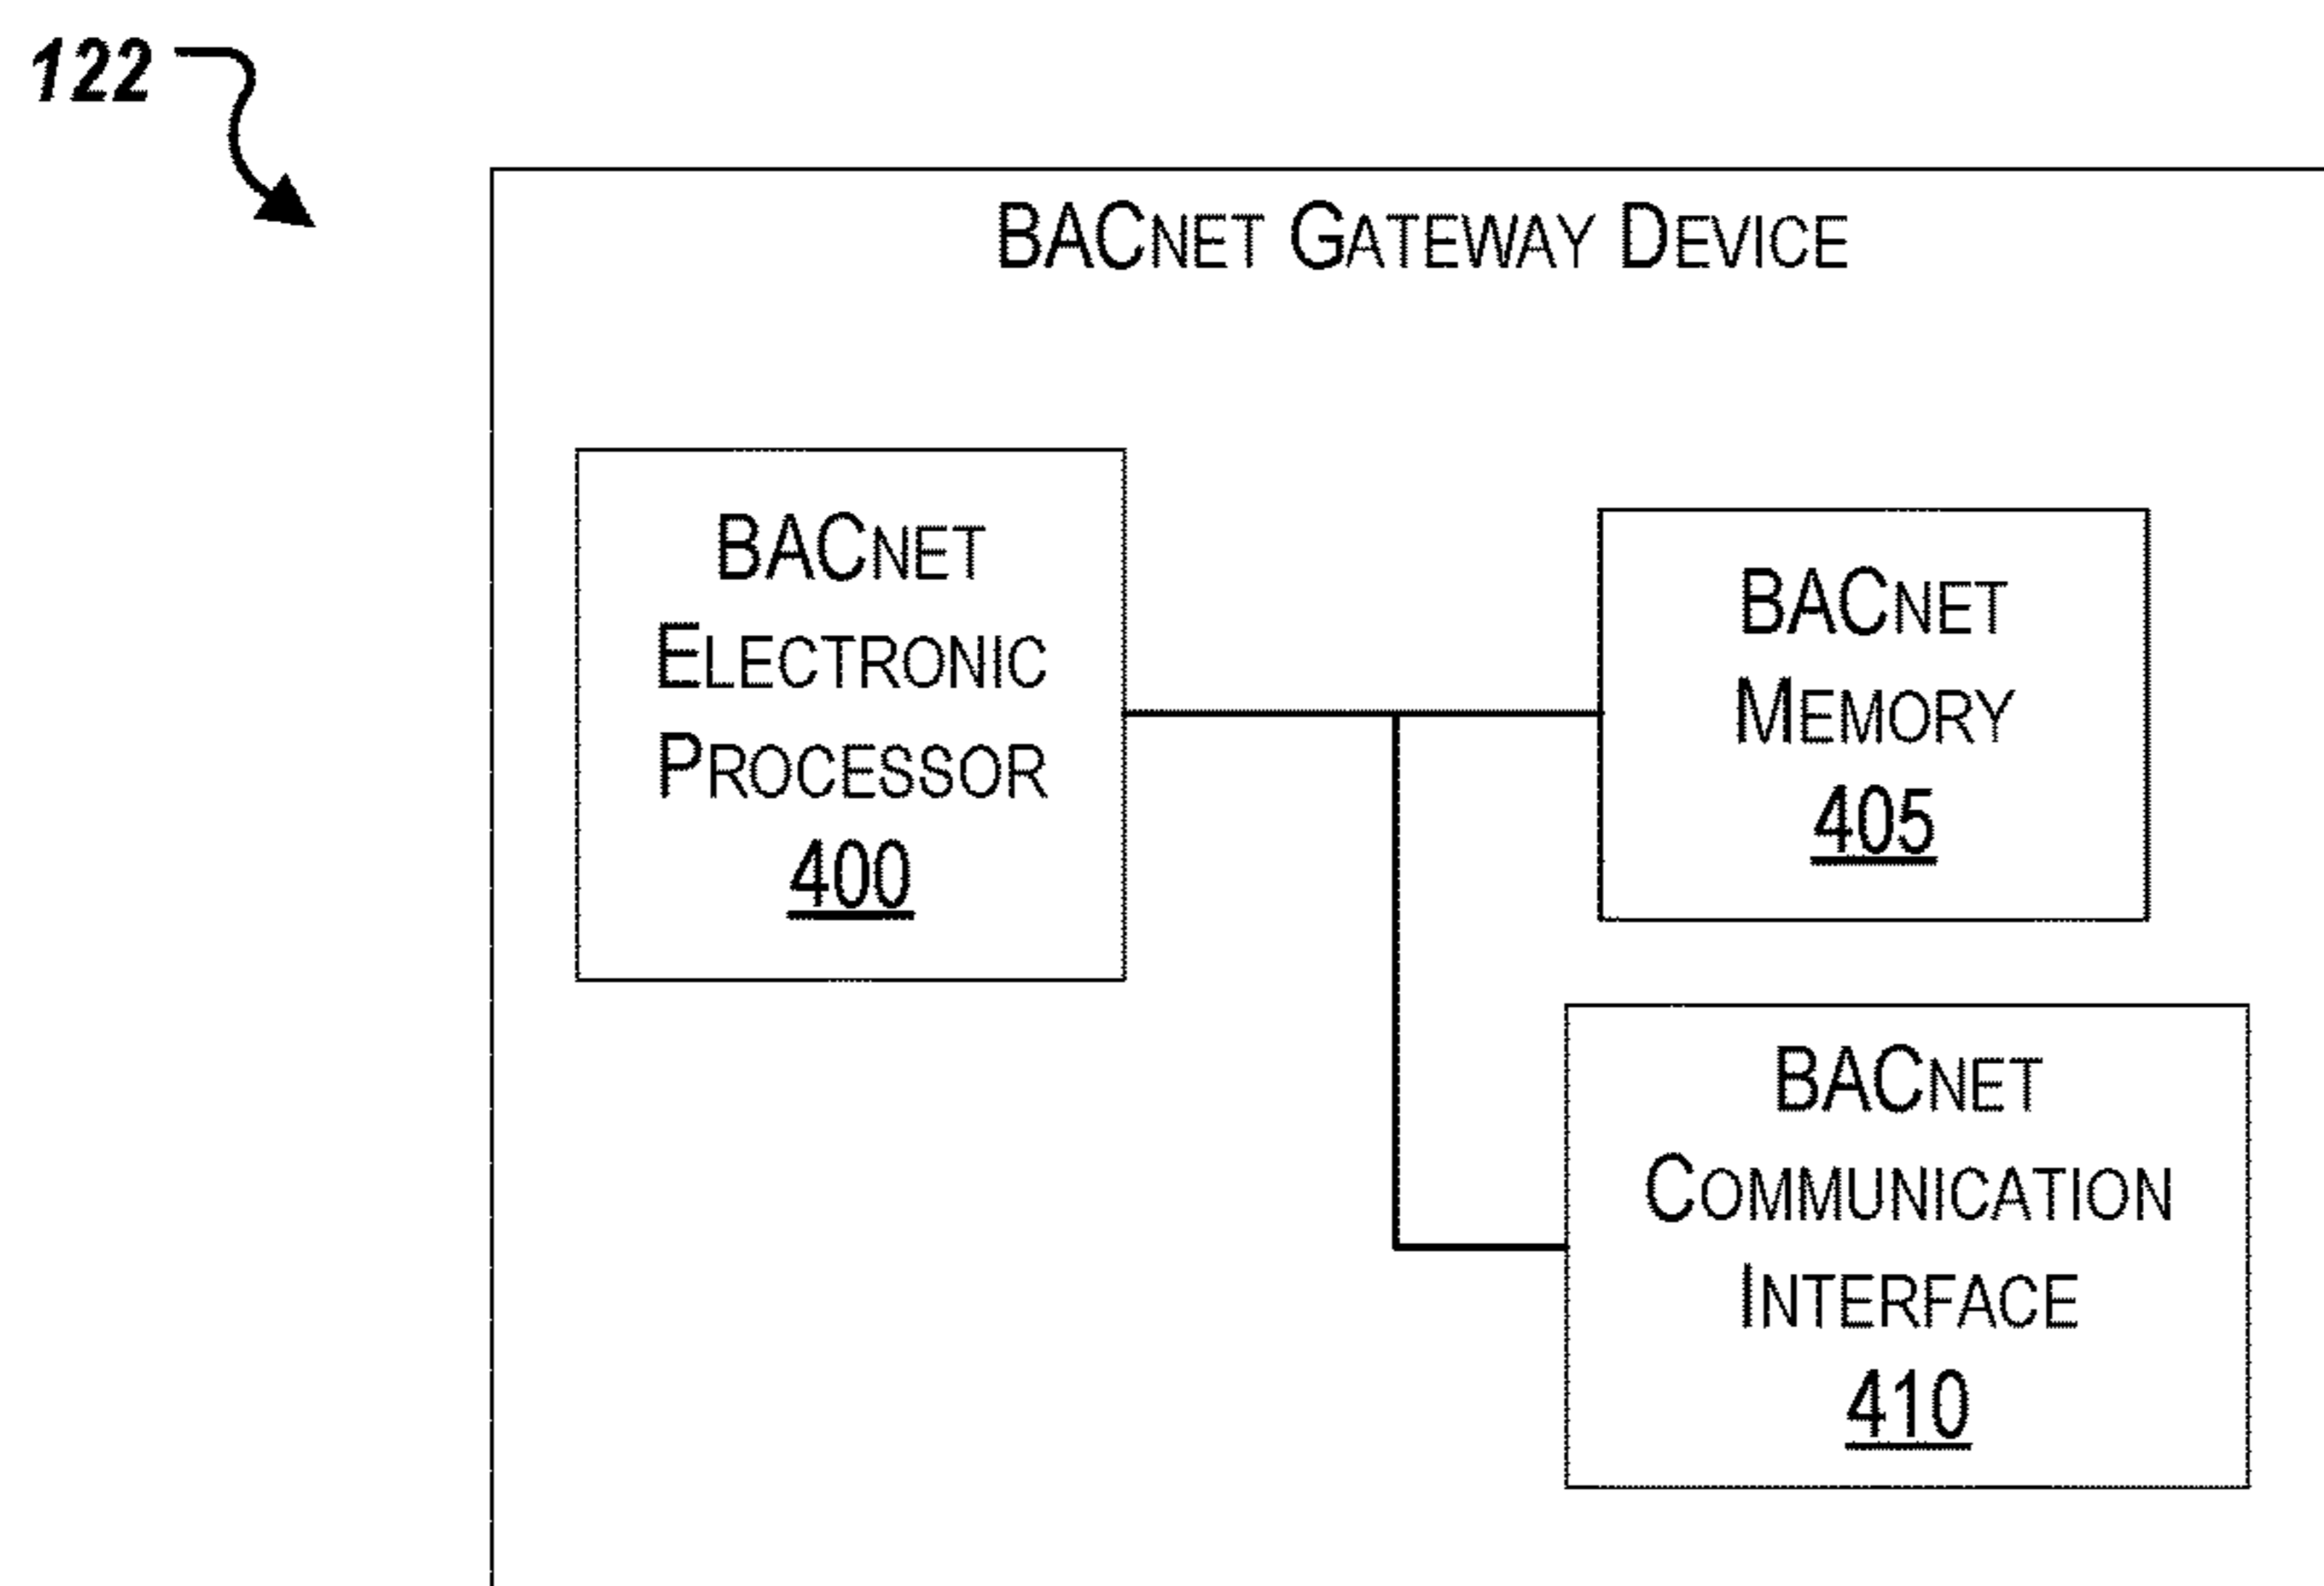 122
BACnet Gateway Device
BACnet
Electronic
Processor
400
BACnet
Memory
405
BACnet
Communication
Interface
410